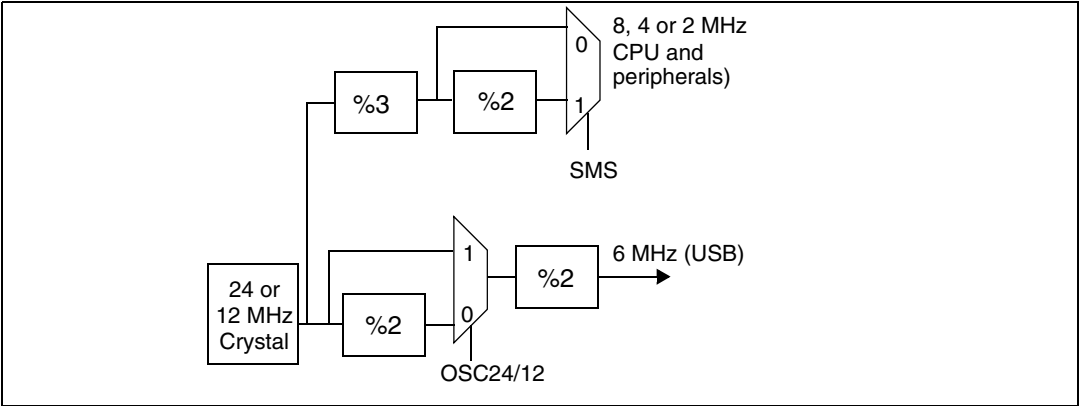 8, 4 or 2 MHz
CPU and
peripherals)
0
%3
%2
1
SMS
1
6 MHz (USB)
%2
24 or
12 MHz
Crystal
%2
0
OSC24/12